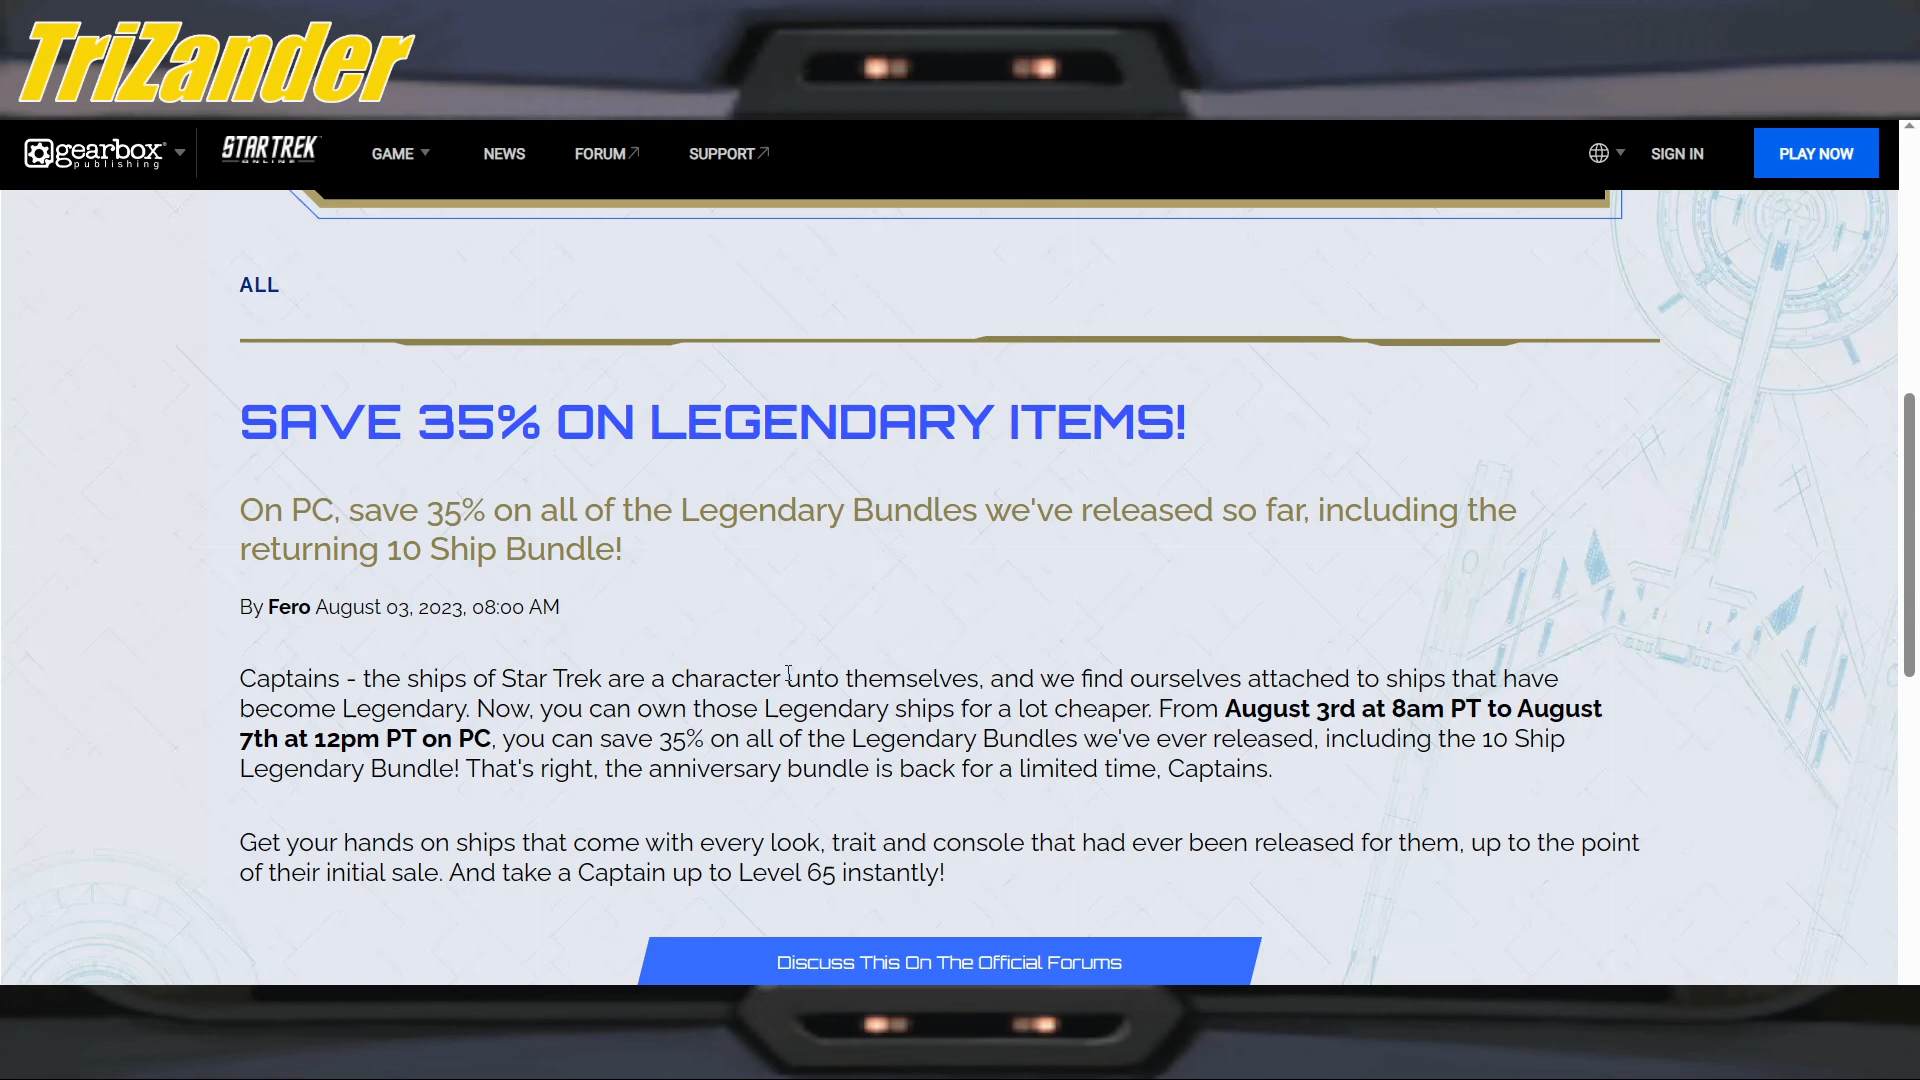 TriZander
gearbox publishing
STAR TREK ONLINE
GAME
NEWS
FORUM
SUPPORT
SIGN IN
PLAY NOW
ALL
SAVE 35% ON LEGENDARY ITEMS!
On PC, save 35% on all of the Legendary Bundles we've released so far, including the
returning 10 Ship Bundle!
By Fero August 03, 2023, 08:00 AM
Captains - the ships of Star Trek are a character unto themselves, and we find ourselves attached to ships that have
become Legendary. Now, you can own those Legendary ships for a lot cheaper. From August 3rd at 8am PT to August
7th at 12pm PT on PC, you can save 35% on all of the Legendary Bundles we've ever released, including the 10 Ship
Legendary Bundle! That's right, the anniversary bundle is back for a limited time, Captains.
Get your hands on ships that come with every look, trait and console that had ever been released for them, up to the point
of their initial sale. And take a Captain up to Level 65 instantly!
Discuss This On The Official Forums